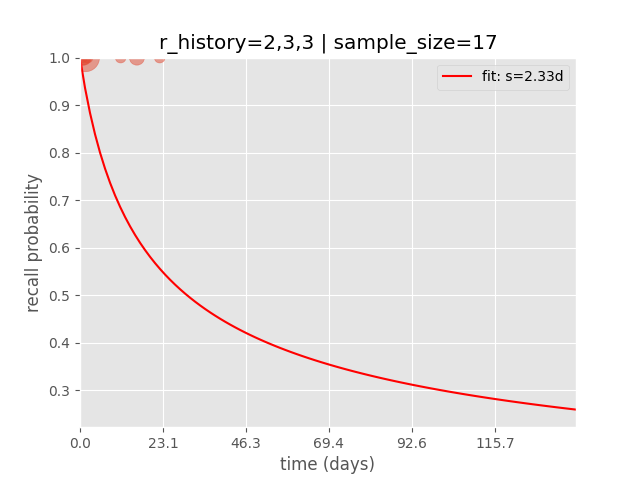 r_history=2,3,3 | sample_size=17
fit: s=2.33d
recall probability
1.0
0.9
0.8
0.7
0.6
0.5
0.4
0.3
0.0 23.1 46.3 69.4 92.6 115.7
time (days)